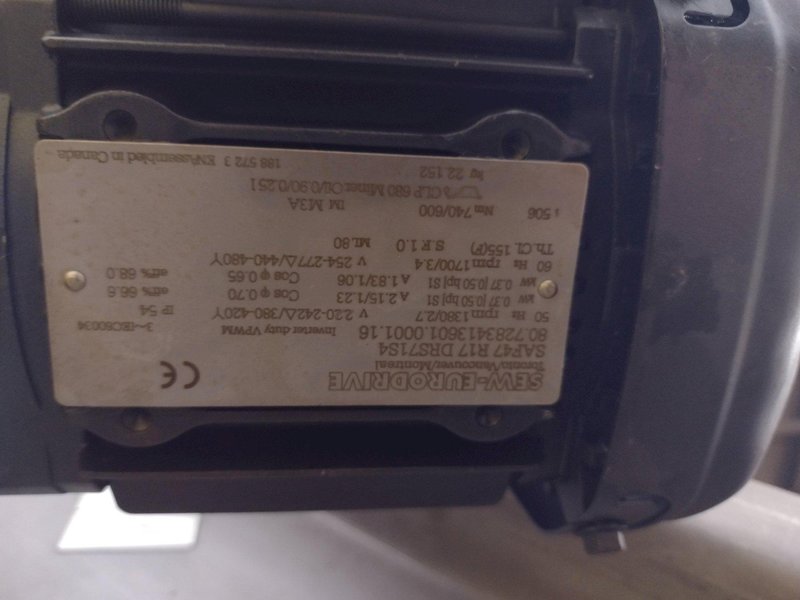 SEW-EURODRIVE
Toronto/Vancouver/Montreal
SAF47 R17 DRS71S4
80.7283413601.0001.16 Inverter duty VPWM 3~IEC60034
50 Hz rpm 1380/2.7 V 220-242Δ/380-420Y IP 54
kW 0.37 [0.50 hp] S1 A 2.15/1.23 Cos φ 0.70 eff% 66.6
kW 0.37 [0.50 hp] S1 A 1.83/1.06 Cos φ 0.65 eff% 68.0
60 Hz rpm 1700/3.4 V 254-277Δ/440-480Y
Th.Cl. 155(F) S.F. 1.0 ML80
i 506 Nm 740/600 IM M3A
CLP 680 Miner.Oil/0.90/0.25 l
kg 22.152 188 572 3 EN Assembled in Canada